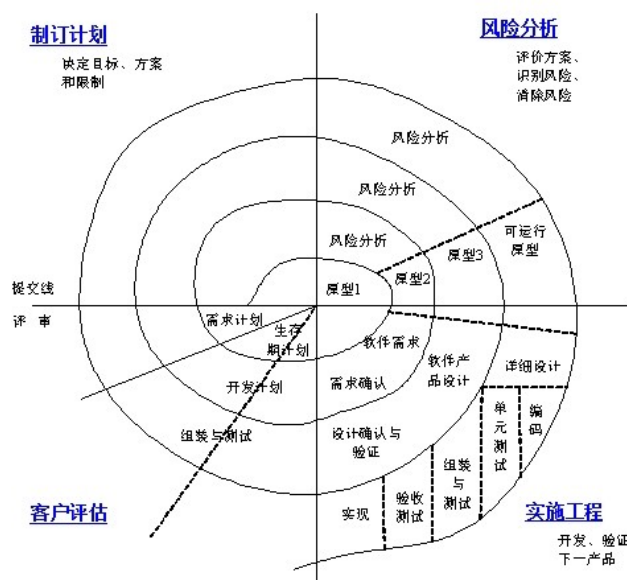 制订计划
决定目标、方案
和限制
风险分析
评价方案、
识别风险、
消除风险
风险分析
风险分析
风险分析
可运行
原型
原型3
原型2
原型1
提交线
评 审
需求计划
生存
期计划
软件需求
开发计划
需求确认
软件产
品设计
详细设计
组装与测试
设计确认与
验证
组装
与
测试
单
元
测
试
编
码
实现
验收
测试
客户评估
实施工程
开发、验证
下一产品